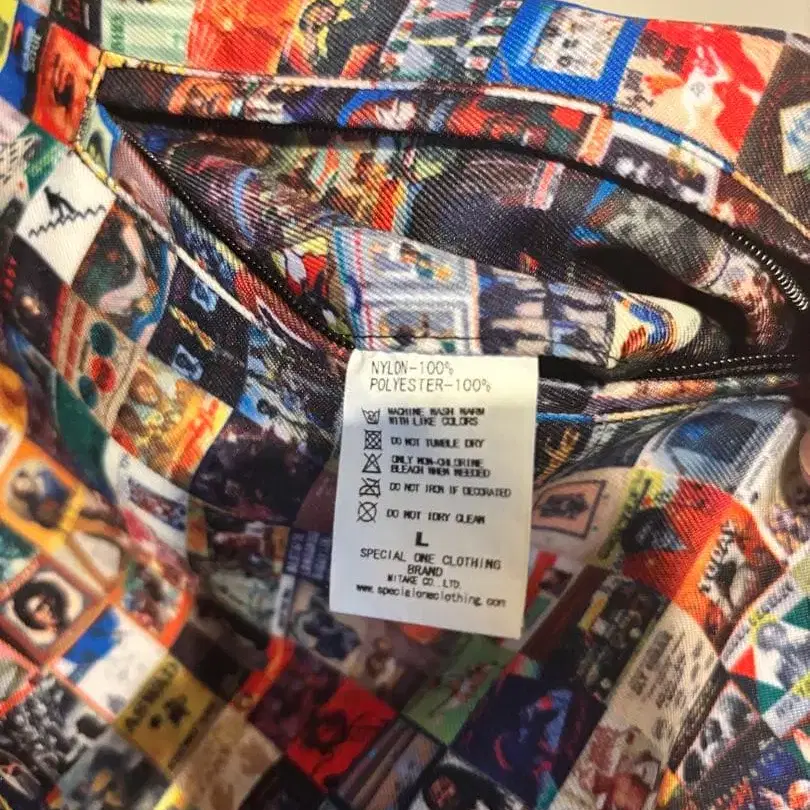 NYLON-100%
POLYESTER-100%
MACHINE WASH WARM
WITH LIKE COLORS
DO NOT TUMBLE DRY
ONLY NON-CHLORINE
BLEACH WHEN NEEDED
DO NOT IRON IF DECORATED
DO NOT IDRY CLEAN
L
SPECIAL ONE CLOTHING
BRAND
MITAKE CO.,LTD.
www.specialoneclothing.com